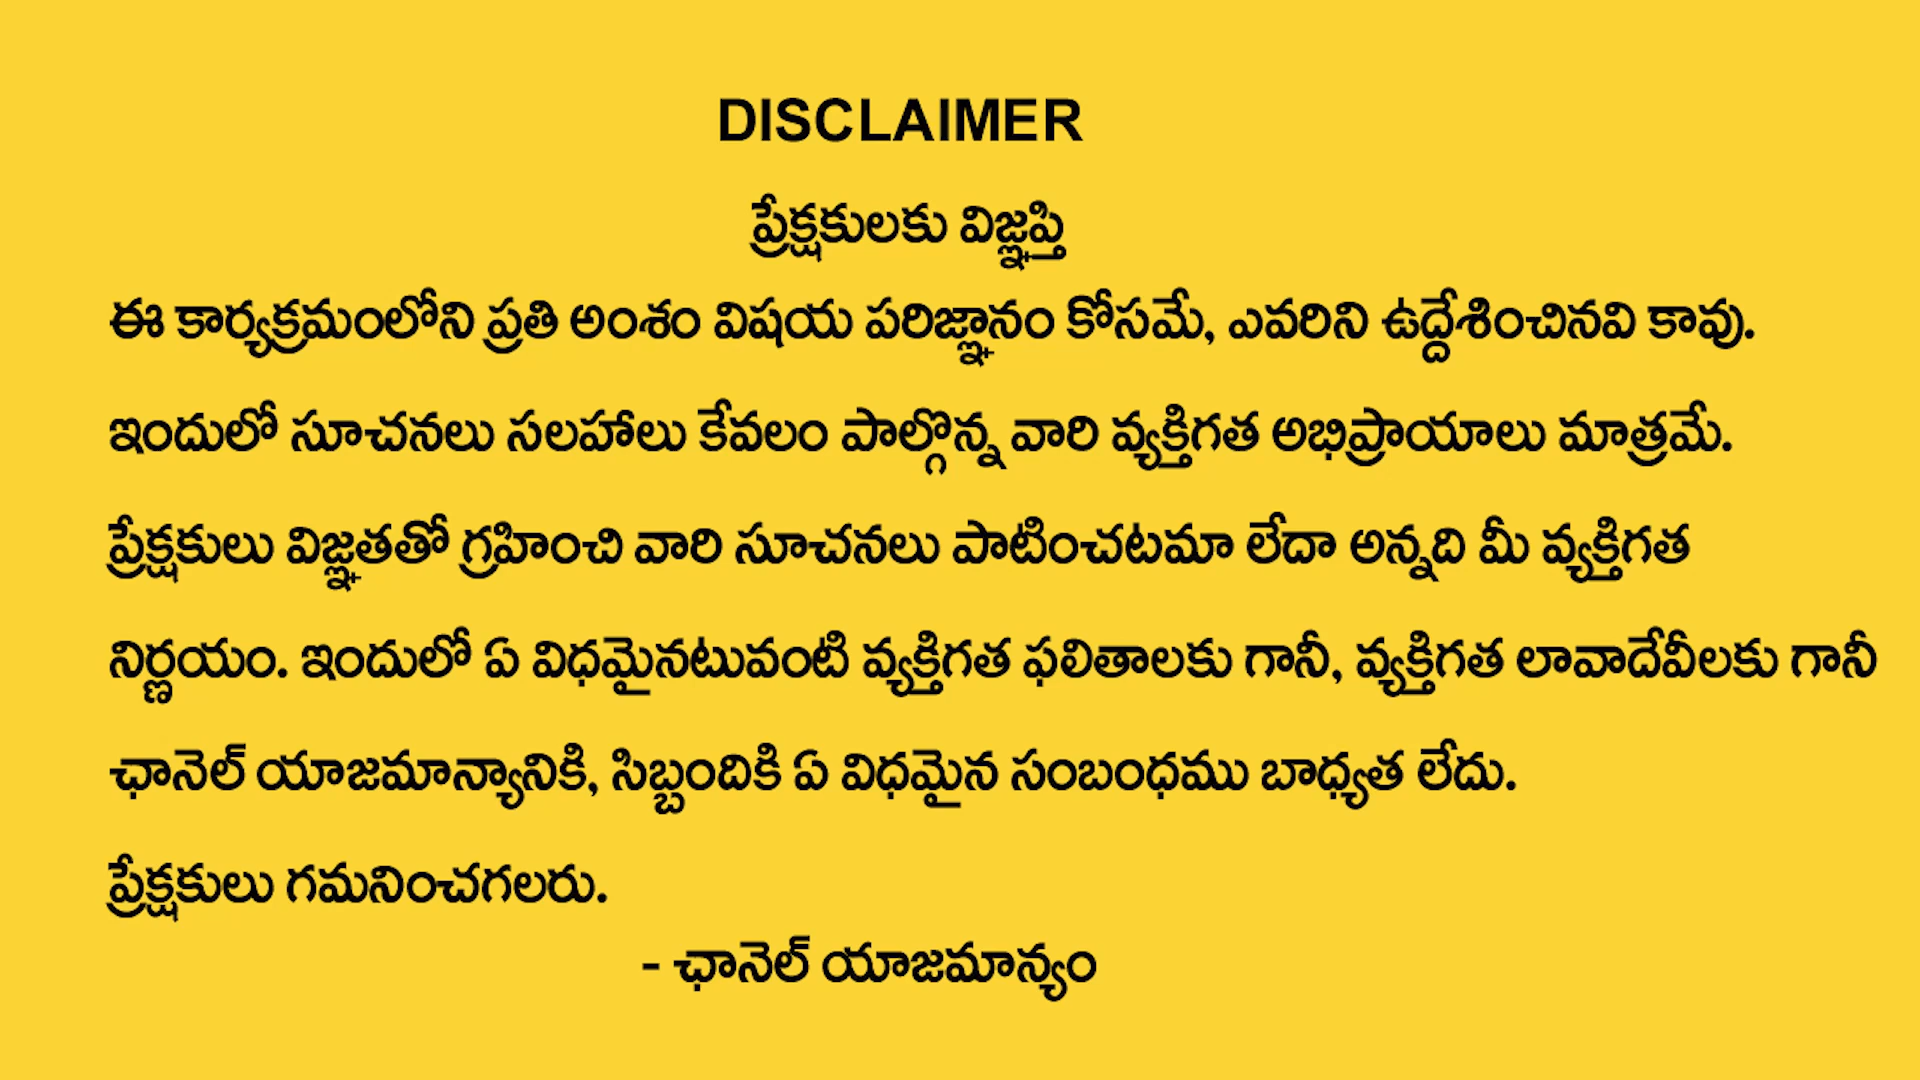 DISCLAIMER
ప్రేక్షకులకు విజ్ఞప్తి
ఈ కార్యక్రమంలోని ప్రతి అంశం విషయ పరిజ్ఞానం కోసమే, ఎవరిని ఉద్దేశించినవి కావు.
ఇందులో సూచనలు సలహాలు కేవలం పాల్గొన్న వారి వ్యక్తిగత అభిప్రాయాలు మాత్రమే.
ప్రేక్షకులు విజ్ఞతతో గ్రహించి వారి సూచనలు పాటించటమా లేదా అన్నది మీ వ్యక్తిగత
నిర్ణయం. ఇందులో ఏ విధమైనటువంటి వ్యక్తిగత ఫలితాలకు గానీ, వ్యక్తిగత లావాదేవీలకు గానీ
ఛానెల్ యాజమాన్యానికి, సిబ్బందికి ఏ విధమైన సంబంధము బాధ్యత లేదు.
ప్రేక్షకులు గమనించగలరు.
- ఛానెల్ యాజమాన్యం